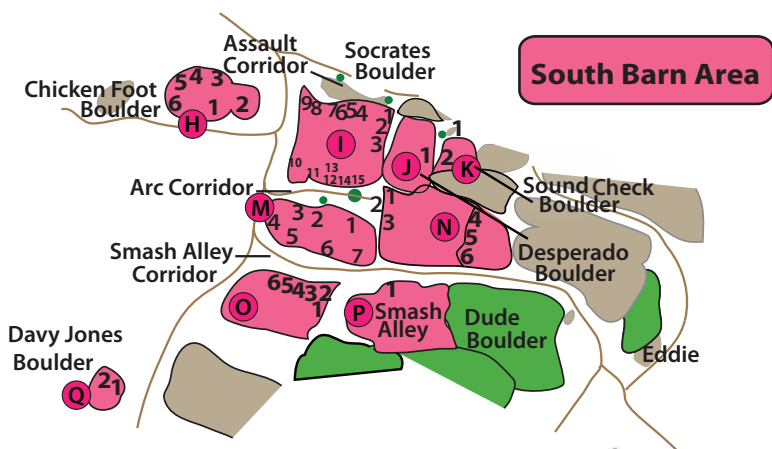 South Barn Area
Assault
Corridor
Socrates
Boulder
Chicken Foot
Boulder
5 4 3
6 1 2
H
9 8 7 6 5 4 1
2
3
I
10 11 13
12 14 15
J
1
1
2
K
Sound Check
Boulder
Arc Corridor
M
3 2 1
4 5 6 7
2 1
3
N
4
5
6
Desperado
Boulder
Smash Alley
Corridor
O
6 5 4 3 2
1
P
1
Smash
Alley
Dude
Boulder
Eddie
Davy Jones
Boulder
Q
2 1